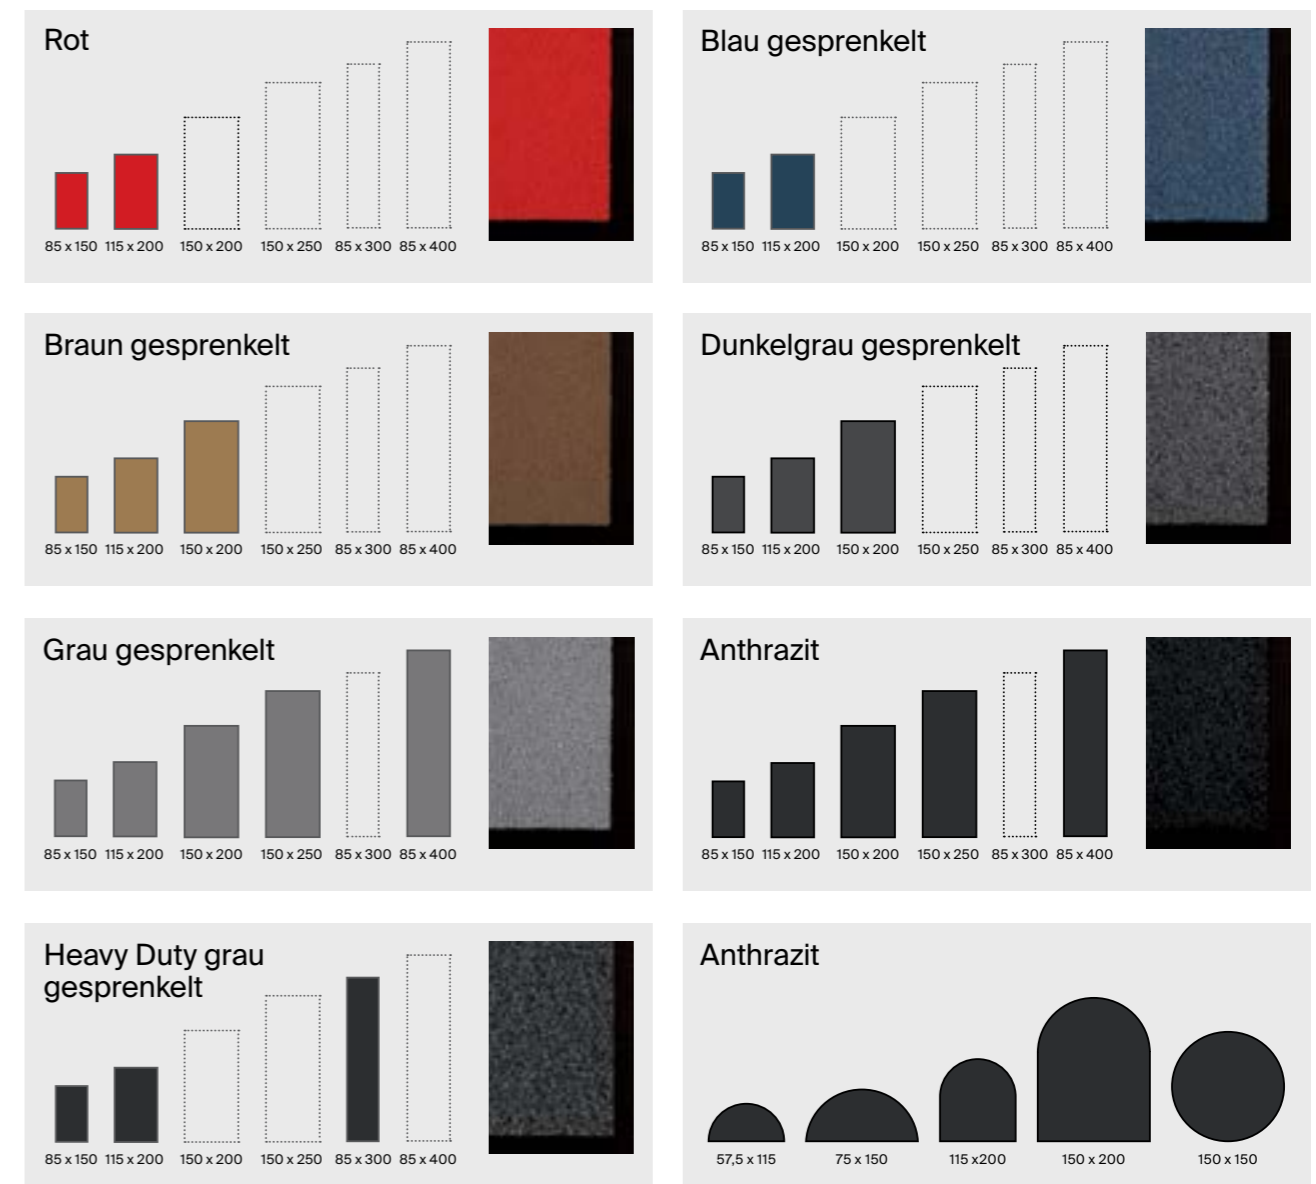 Rot
85 x 150 115 x 200 150 x 200 150 x 250 85 x 300 85 x 400
Blau gesprenkelt
85 x 150 115 x 200 150 x 200 150 x 250 85 x 300 85 x 400
Braun gesprenkelt
85 x 150 115 x 200 150 x 200 150 x 250 85 x 300 85 x 400
Dunkelgrau gesprenkelt
85 x 150 115 x 200 150 x 200 150 x 250 85 x 300 85 x 400
Grau gesprenkelt
85 x 150 115 x 200 150 x 200 150 x 250 85 x 300 85 x 400
Anthrazit
85 x 150 115 x 200 150 x 200 150 x 250 85 x 300 85 x 400
Heavy Duty grau
gesprenkelt
85 x 150 115 x 200 150 x 200 150 x 250 85 x 300 85 x 400
Anthrazit
57,5 x 115 75 x 150 115 x200 150 x 200 150 x 150